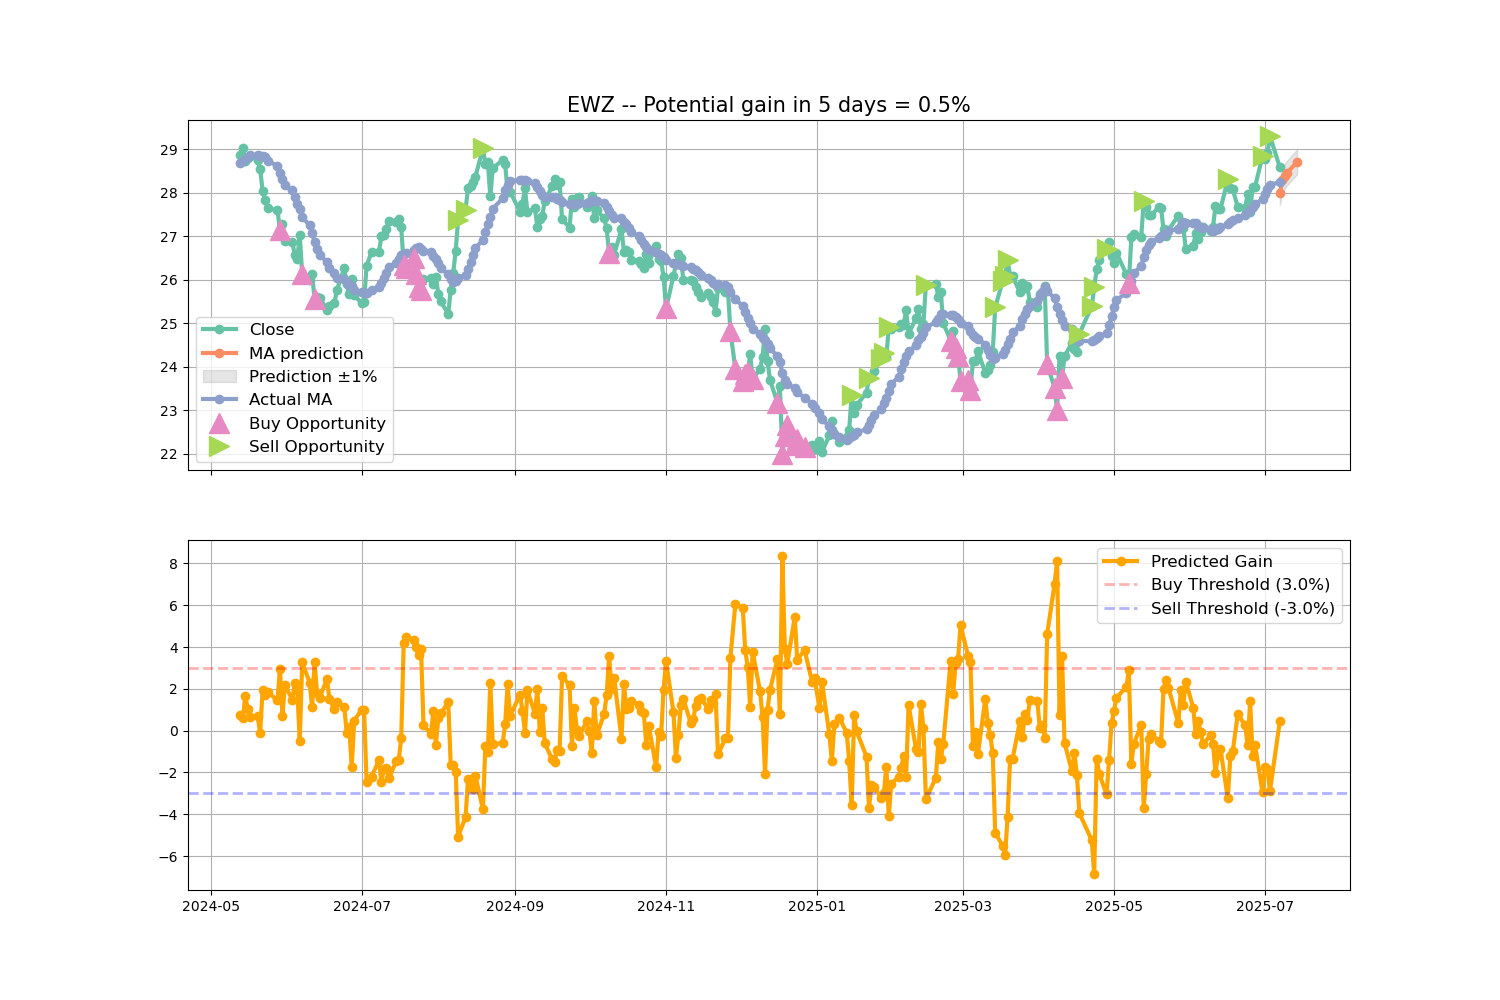 EWZ -- Potential gain in 5 days = 0.5%
29
28
27
26
25
24
23
22
Close
MA prediction
Prediction ±1%
Actual MA
Buy Opportunity
Sell Opportunity
8
6
4
2
0
−2
−4
−6
Predicted Gain
Buy Threshold (3.0%)
Sell Threshold (-3.0%)
2024-05
2024-07
2024-09
2024-11
2025-01
2025-03
2025-05
2025-07